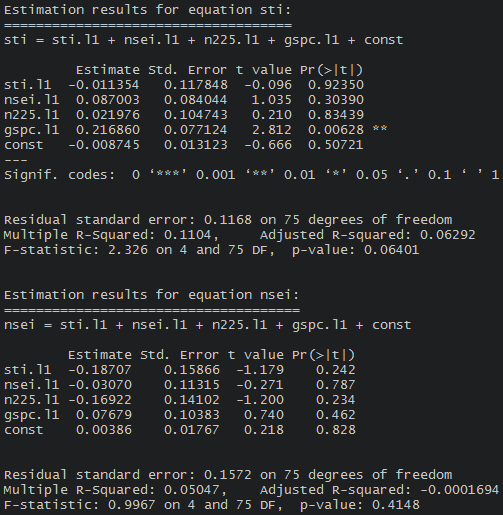 Estimation results for equation sti:
====================================
sti = sti.l1 + nsei.l1 + n225.l1 + gspc.l1 + const

         Estimate Std. Error t value Pr(>|t|)
sti.l1  -0.011354   0.117848  -0.096  0.92350
nsei.l1  0.087003   0.084044   1.035  0.30390
n225.l1  0.021976   0.104743   0.210  0.83439
gspc.l1  0.216860   0.077124   2.812  0.00628 **
const   -0.008745   0.013123  -0.666  0.50721
---
Signif. codes:  0 ‘***’ 0.001 ‘**’ 0.01 ‘*’ 0.05 ‘.’ 0.1 ‘ ’ 1

Residual standard error: 0.1168 on 75 degrees of freedom
Multiple R-Squared: 0.1104,     Adjusted R-squared: 0.06292
F-statistic: 2.326 on 4 and 75 DF,  p-value: 0.06401

Estimation results for equation nsei:
=====================================
nsei = sti.l1 + nsei.l1 + n225.l1 + gspc.l1 + const

        Estimate Std. Error t value Pr(>|t|)
sti.l1  -0.18707    0.15866  -1.179    0.242
nsei.l1 -0.03070    0.11315  -0.271    0.787
n225.l1 -0.16922    0.14102  -1.200    0.234
gspc.l1  0.07679    0.10383   0.740    0.462
const    0.00386    0.01767   0.218    0.828

Residual standard error: 0.1572 on 75 degrees of freedom
Multiple R-Squared: 0.05047,    Adjusted R-squared: -0.0001694
F-statistic: 0.9967 on 4 and 75 DF,  p-value: 0.4148